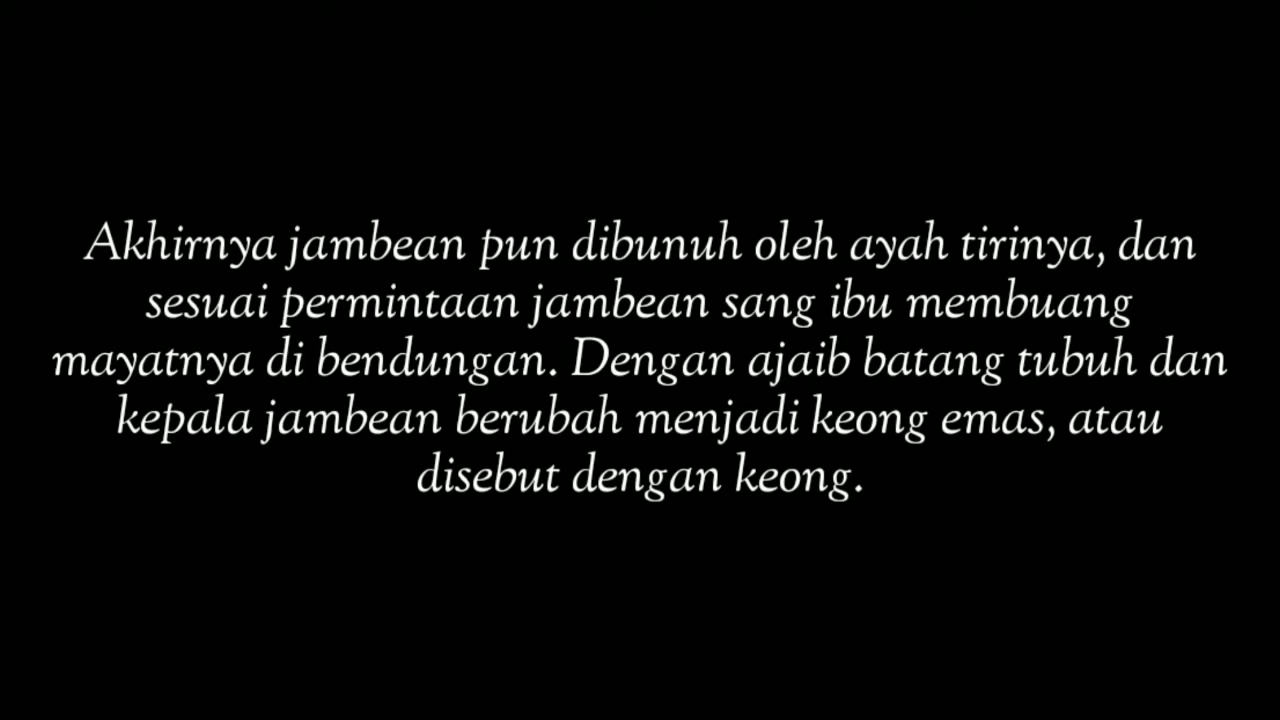 Akhirnya jambean pun dibunuh oleh ayah tirinya, dan
sesuai permintaan jambean sang ibu membuang
mayatnya di bendungan. Dengan ajaib batang tubuh dan
kepala jambean berubah menjadi keong emas, atau
disebut dengan keong.